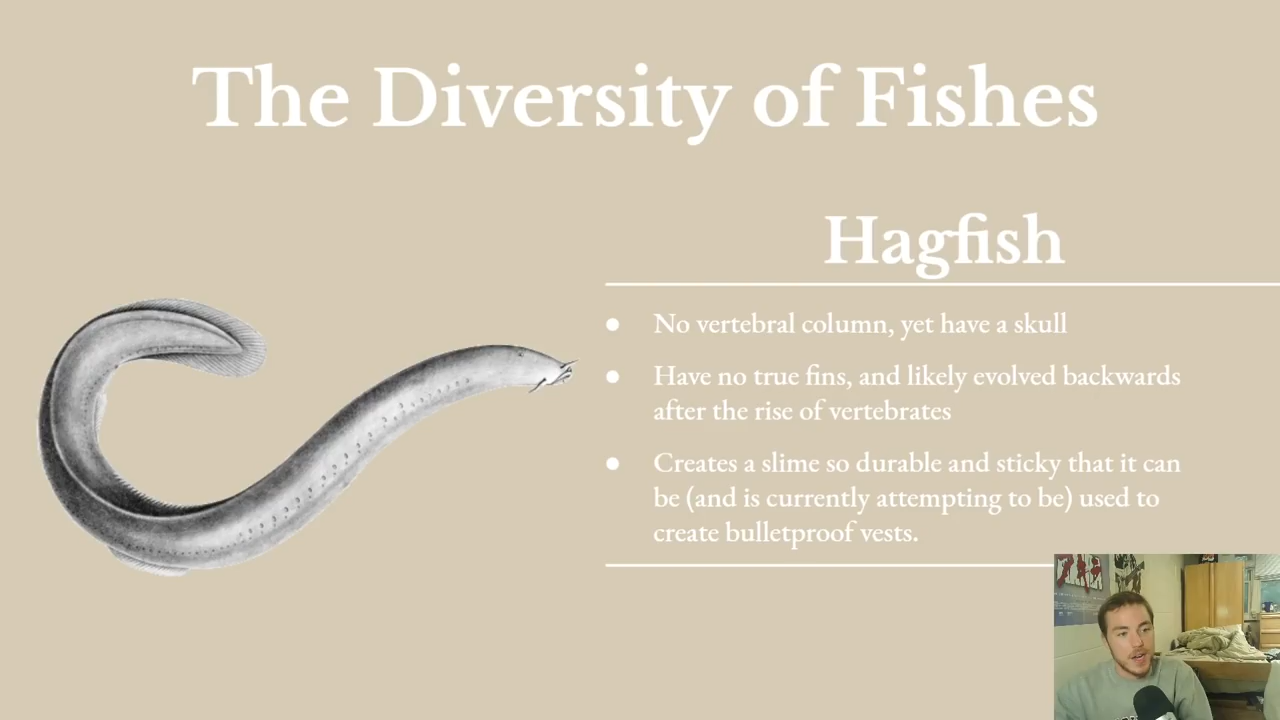 The Diversity of Fishes
Hagfish
● No vertebral column, yet have a skull
● Have no true fins, and likely evolved backwards
after the rise of vertebrates
● Creates a slime so durable and sticky that it can
be (and is currently attempting to be) used to
create bulletproof vests.